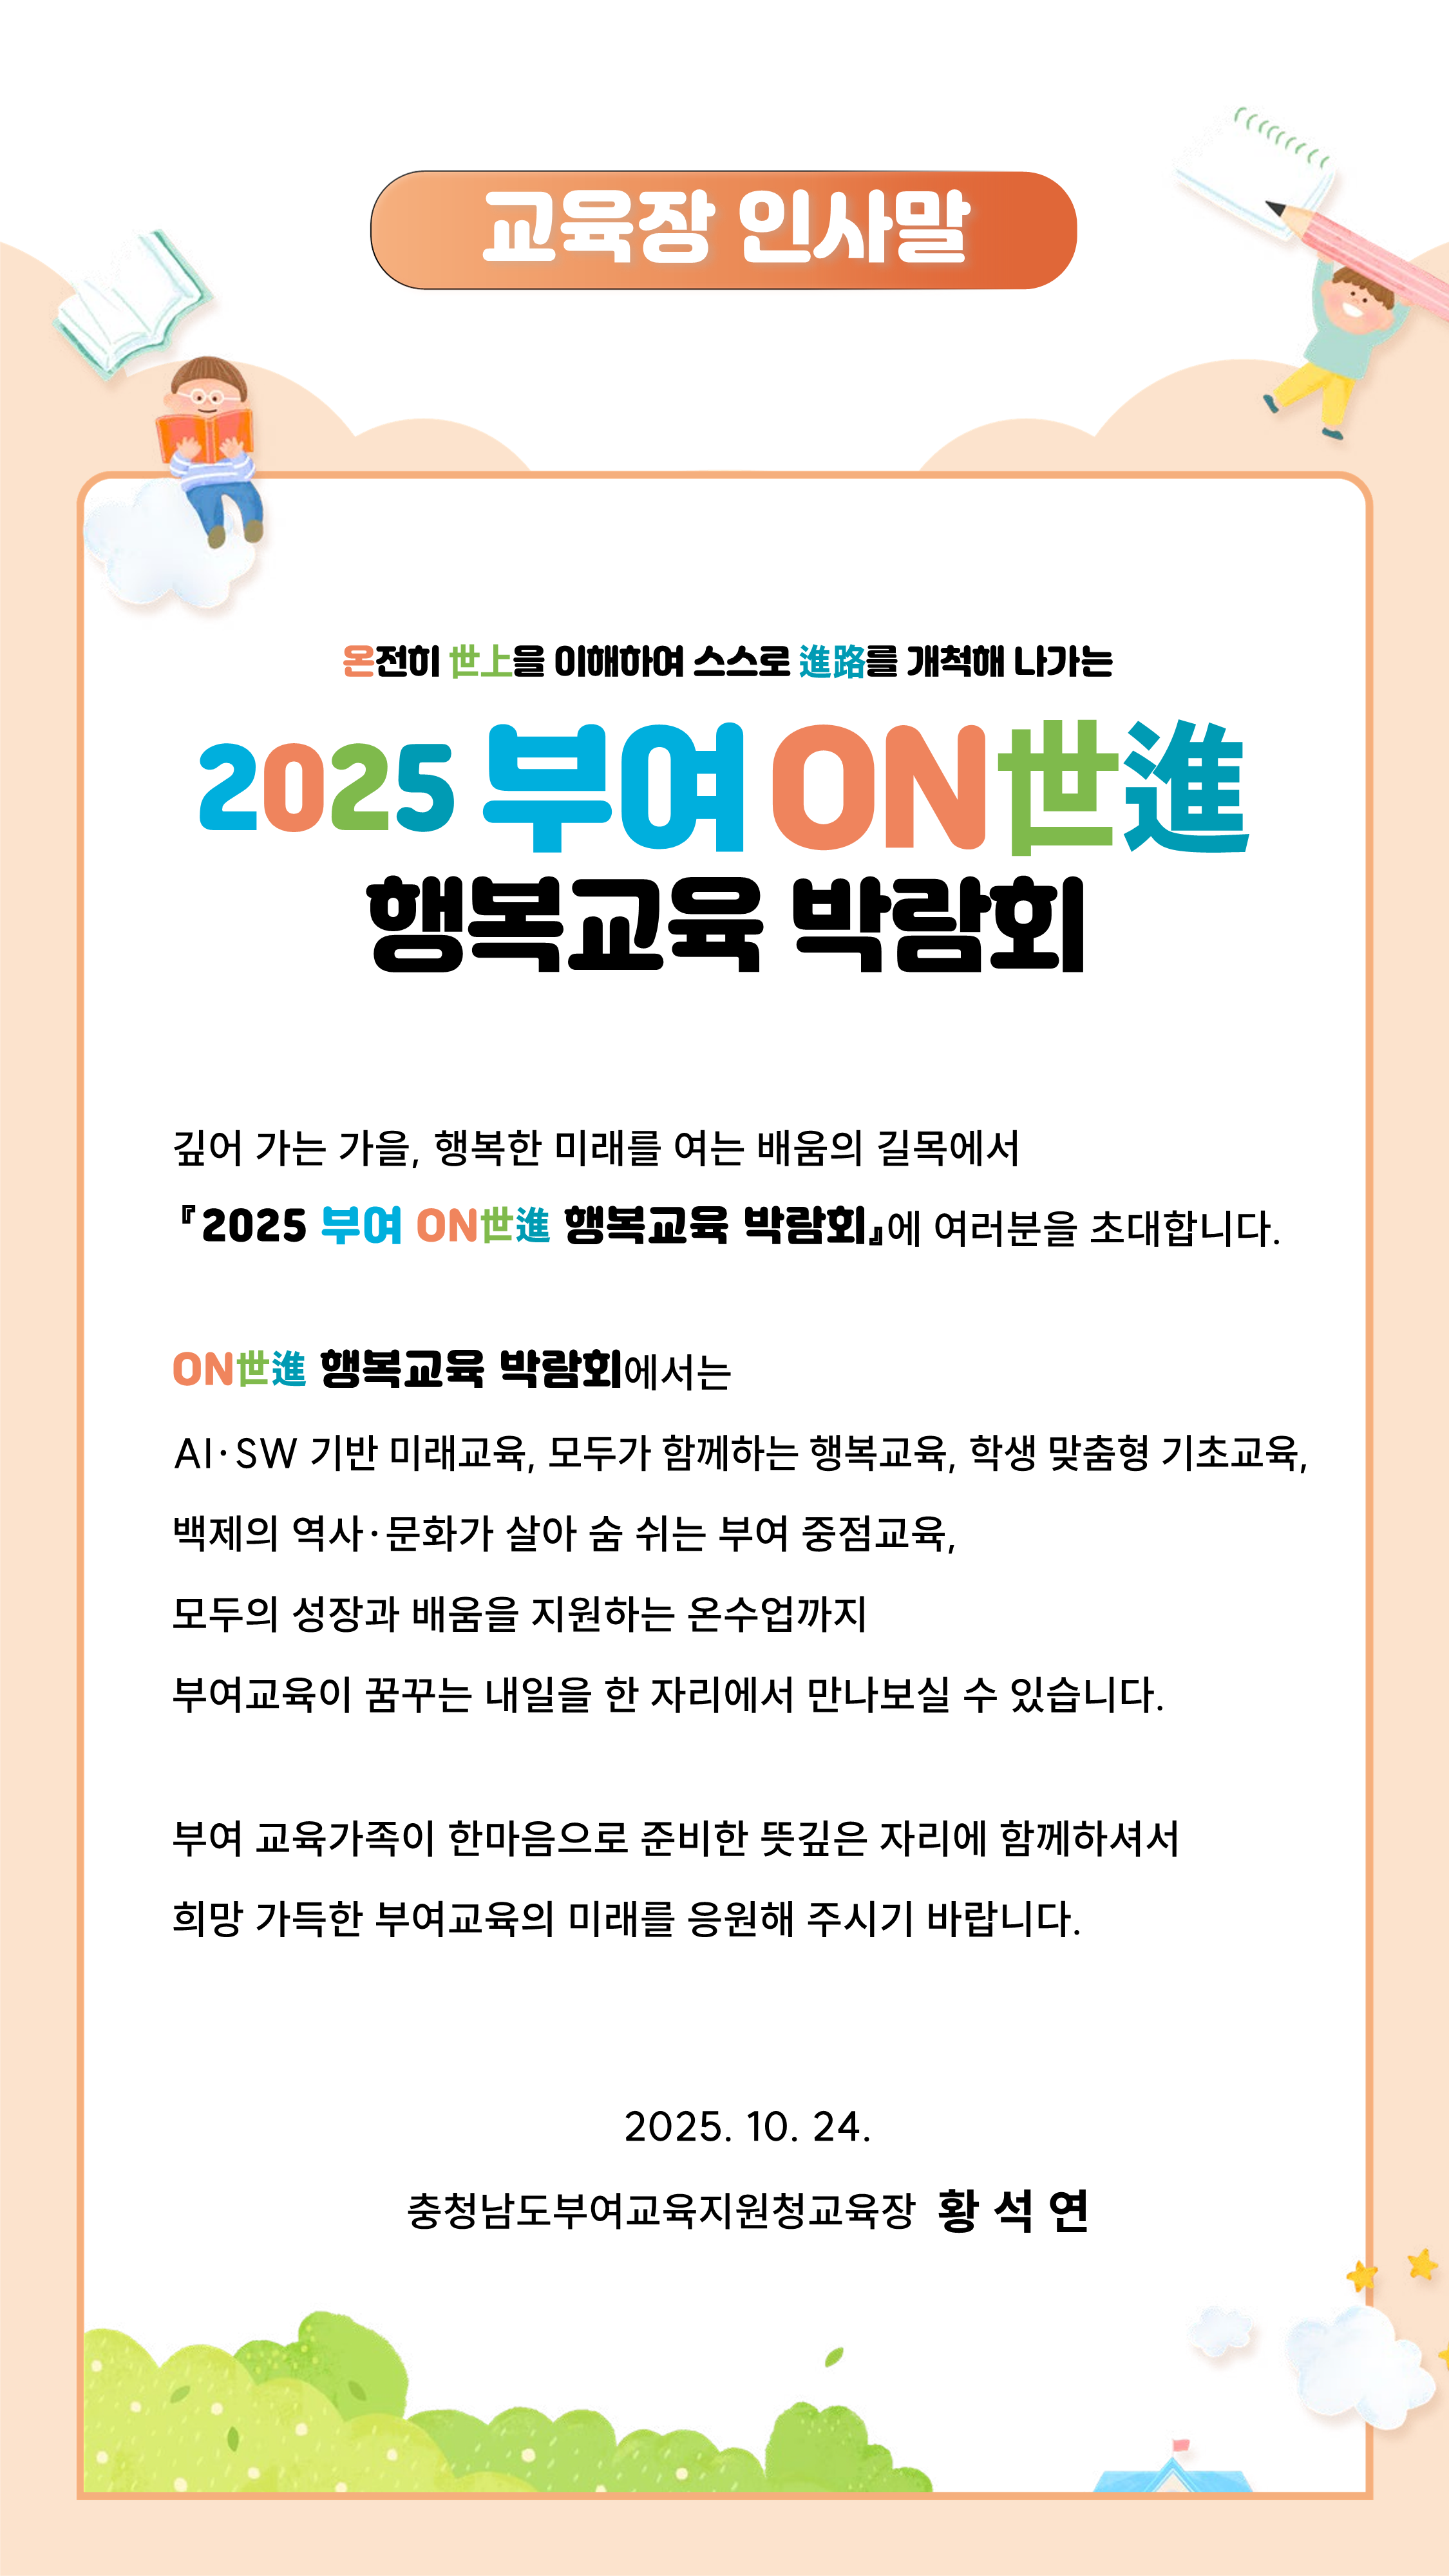 교육장 인사말
온전히 世上을 이해하여 스스로 進路를 개척해 나가는
2025 부여 ON世進
행복교육 박람회
깊어 가는 가을, 행복한 미래를 여는 배움의 길목에서
『2025 부여 ON世進 행복교육 박람회』에 여러분을 초대합니다.
ON世進 행복교육 박람회에서는
AI·SW 기반 미래교육, 모두가 함께하는 행복교육, 학생 맞춤형 기초교육,
백제의 역사·문화가 살아 숨 쉬는 부여 중점교육,
모두의 성장과 배움을 지원하는 온수업까지
부여교육이 꿈꾸는 내일을 한 자리에서 만나보실 수 있습니다.
부여 교육가족이 한마음으로 준비한 뜻깊은 자리에 함께하셔서
희망 가득한 부여교육의 미래를 응원해 주시기 바랍니다.
2025. 10. 24.
충청남도부여교육지원청교육장 황 석 연